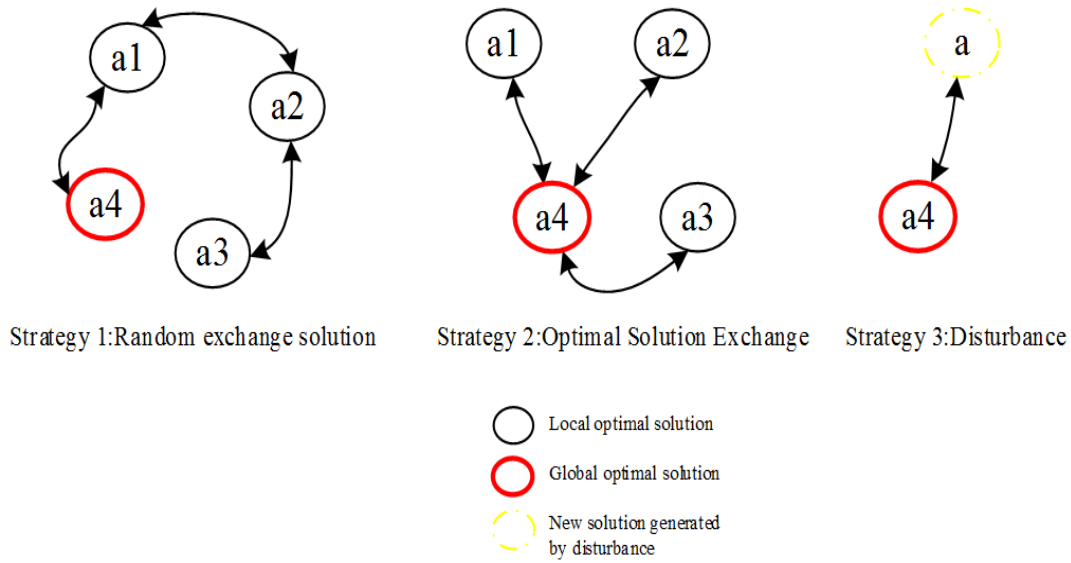 a1
a2
a4
a3
Strategy 1:Random exchange solution
a1
a2
a4
a3
Strategy 2:Optimal Solution Exchange
a
a4
Strategy 3:Disturbance
Local optimal solution
Global optimal solution
New solution generated
by disturbance